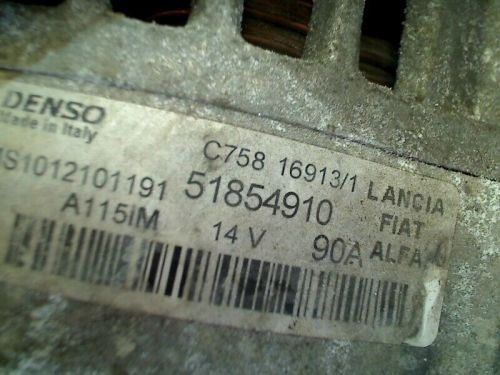 DENSO
Made in Italy
C758 16913/1
MS1012101191 51854910
A115IM 14 V 90A
LANCIA
FIAT
ALFA